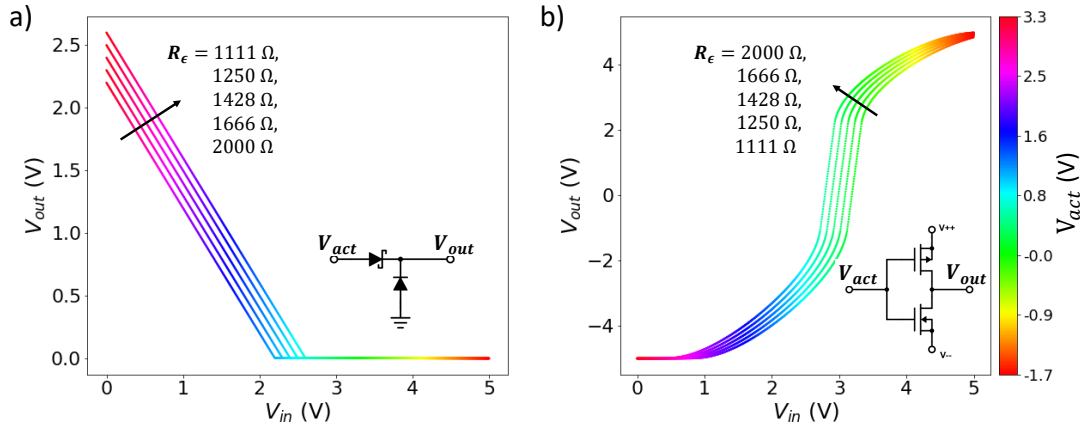 a)
2.5
2.0
1.5
1.0
0.5
0.0
V_out (V)
0 1 2 3 4 5
V_in (V)
R_ϵ = 1111 Ω,
1250 Ω,
1428 Ω,
1666 Ω,
2000 Ω
V_act V_out
b)
4
2
0
−2
−4
V_out (V)
0 1 2 3 4 5
V_in (V)
R_ϵ = 2000 Ω,
1666 Ω,
1428 Ω,
1250 Ω,
1111 Ω
V++
V_act V_out
V--
3.3
2.5
1.6
0.8
-0.0
-0.9
-1.7
V_act (V)